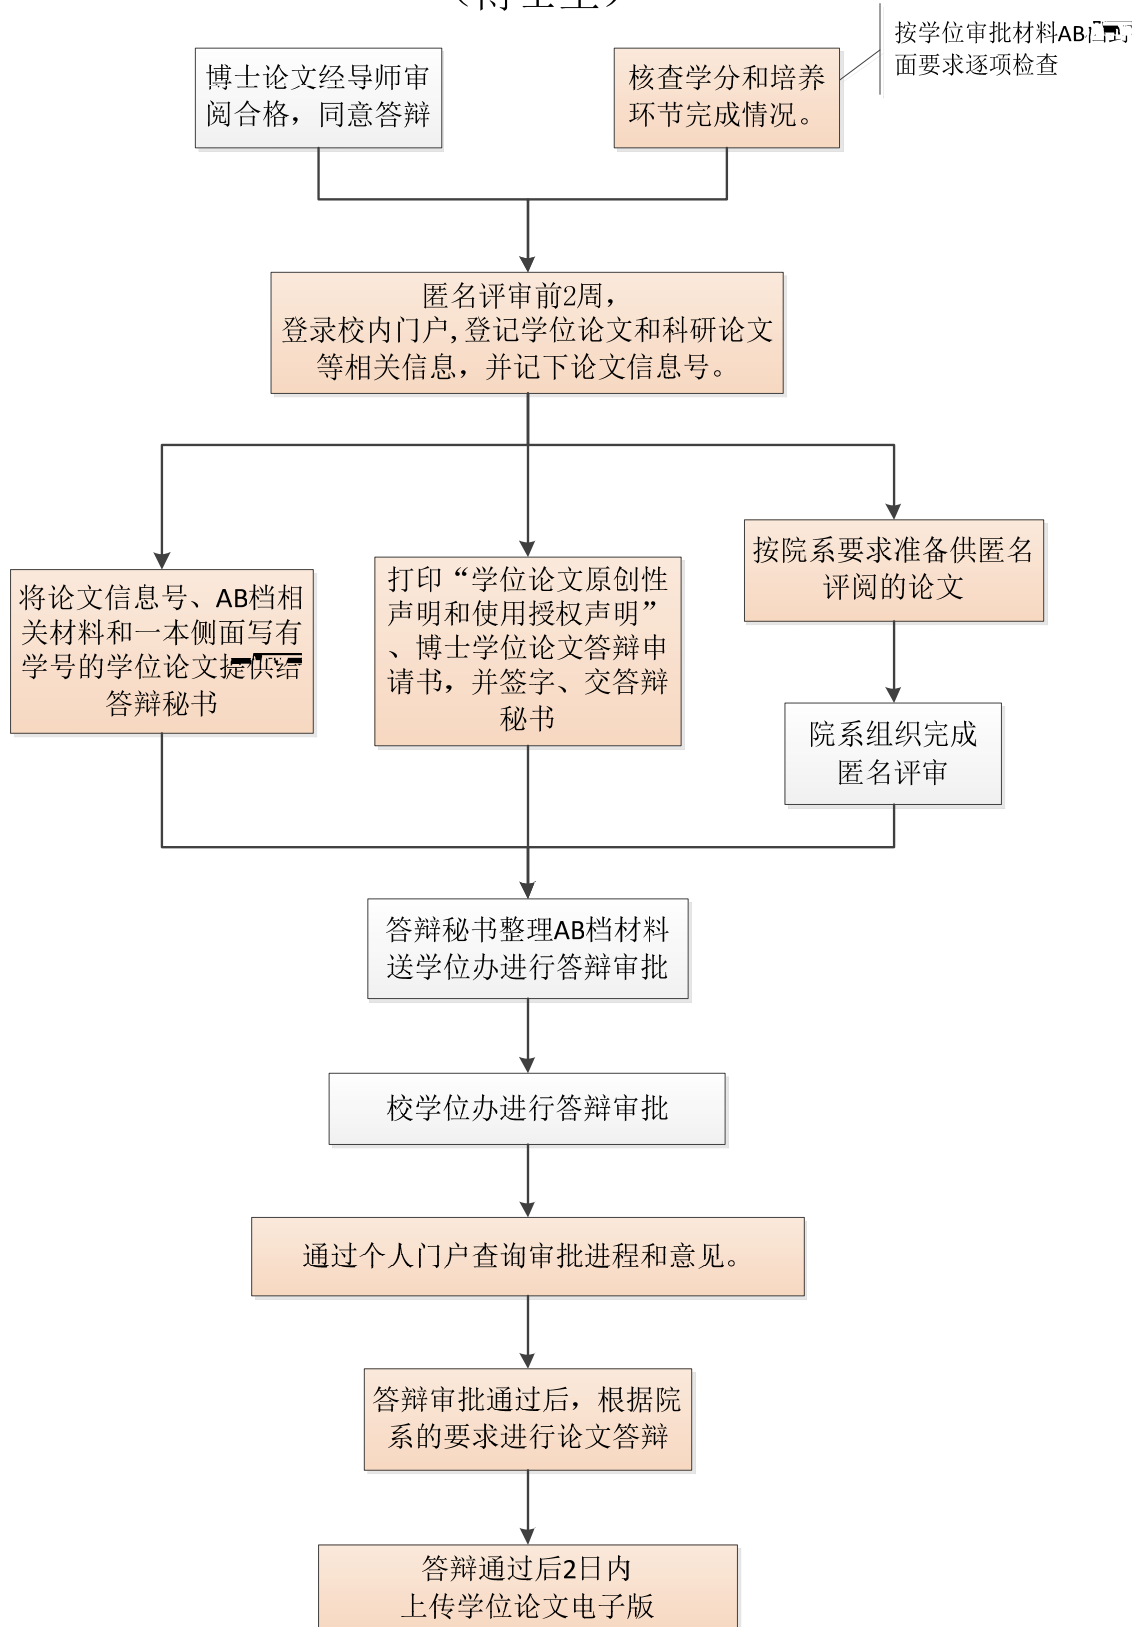 (博士生)
博士论文经导师审
阅合格，同意答辩
核查学分和培养
环节完成情况。
按学位审批材料AB
面要求逐项检查
匿名评审前2周，
登录校内门户,登记学位论文和科研论文
等相关信息，并记下论文信息号。
将论文信息号、AB档相
关材料和一本侧面写有
学号的学位论文提供给
答辩秘书
打印“学位论文原创性
声明和使用授权声明”
、博士学位论文答辩申
请书，并签字、交答辩
秘书
按院系要求准备供匿名
评阅的论文
院系组织完成
匿名评审
答辩秘书整理AB档材料
送学位办进行答辩审批
校学位办进行答辩审批
通过个人门户查询审批进程和意见。
答辩审批通过后，根据院
系的要求进行论文答辩
答辩通过后2日内
上传学位论文电子版